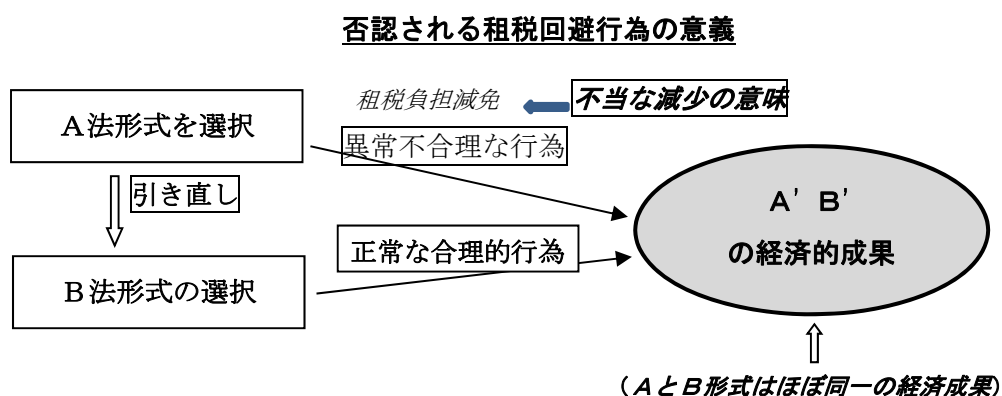 否認される租税回避行為の意義
租税負担減免
不当な減少の意味
A法形式を選択
異常不合理な行為
引き直し
A' B'
の経済的成果
正常な合理的行為
B法形式の選択
(AとB形式はほぼ同一の経済成果)